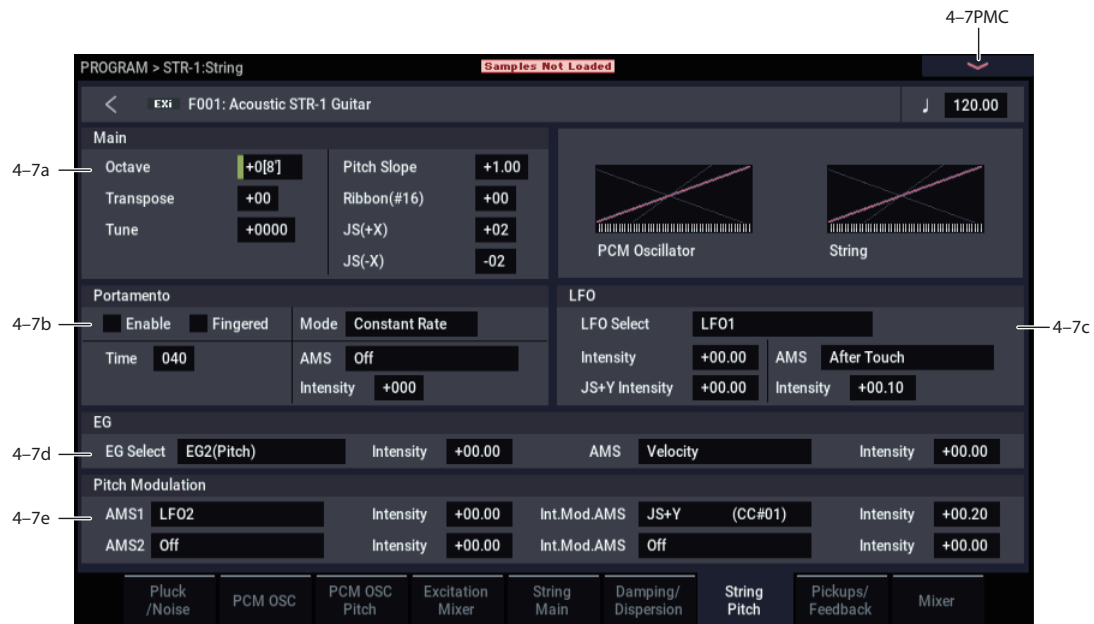 4–7PMC
PROGRAM > STR-1:String
Samples Not Loaded
EXi F001: Acoustic STR-1 Guitar
♩ 120.00
Main
4–7a
Octave +0[8'] Pitch Slope +1.00
Transpose +00 Ribbon(#16) +00
Tune +0000 JS(+X) +02
JS(-X) -02
PCM Oscillator String
Portamento
LFO
4–7b
Enable Fingered Mode Constant Rate
LFO Select LFO1
4–7c
Time 040 AMS Off
Intensity +000
Intensity +00.00 AMS After Touch
JS+Y Intensity +00.00 Intensity +00.10
EG
4–7d
EG Select EG2(Pitch) Intensity +00.00 AMS Velocity Intensity +00.00
Pitch Modulation
4–7e
AMS1 LFO2 Intensity +00.00 Int.Mod.AMS JS+Y (CC#01) Intensity +00.20
AMS2 Off Intensity +00.00 Int.Mod.AMS Off Intensity +00.00
Pluck
/Noise
PCM OSC
PCM OSC
Pitch
Excitation
Mixer
String
Main
Damping/
Dispersion
String
Pitch
Pickups/
Feedback
Mixer